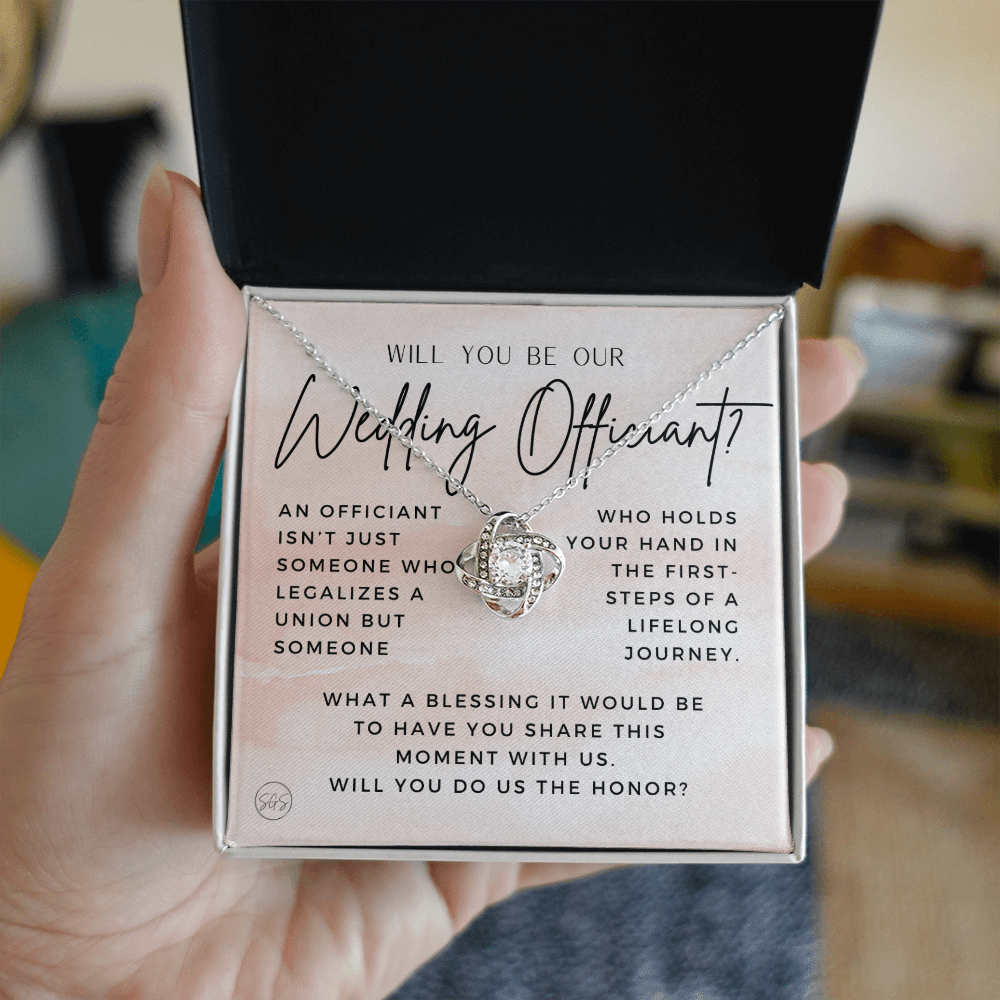 WILL YOU BE OUR
Wedding Officiant?
AN OFFICIANT
ISN'T JUST
SOMEONE WHO
LEGALIZES A
UNION BUT
SOMEONE
WHO HOLDS
YOUR HAND IN
THE FIRST-
STEPS OF A
LIFELONG
JOURNEY.
WHAT A BLESSING IT WOULD BE
TO HAVE YOU SHARE THIS
MOMENT WITH US.
WILL YOU DO US THE HONOR?
SGS